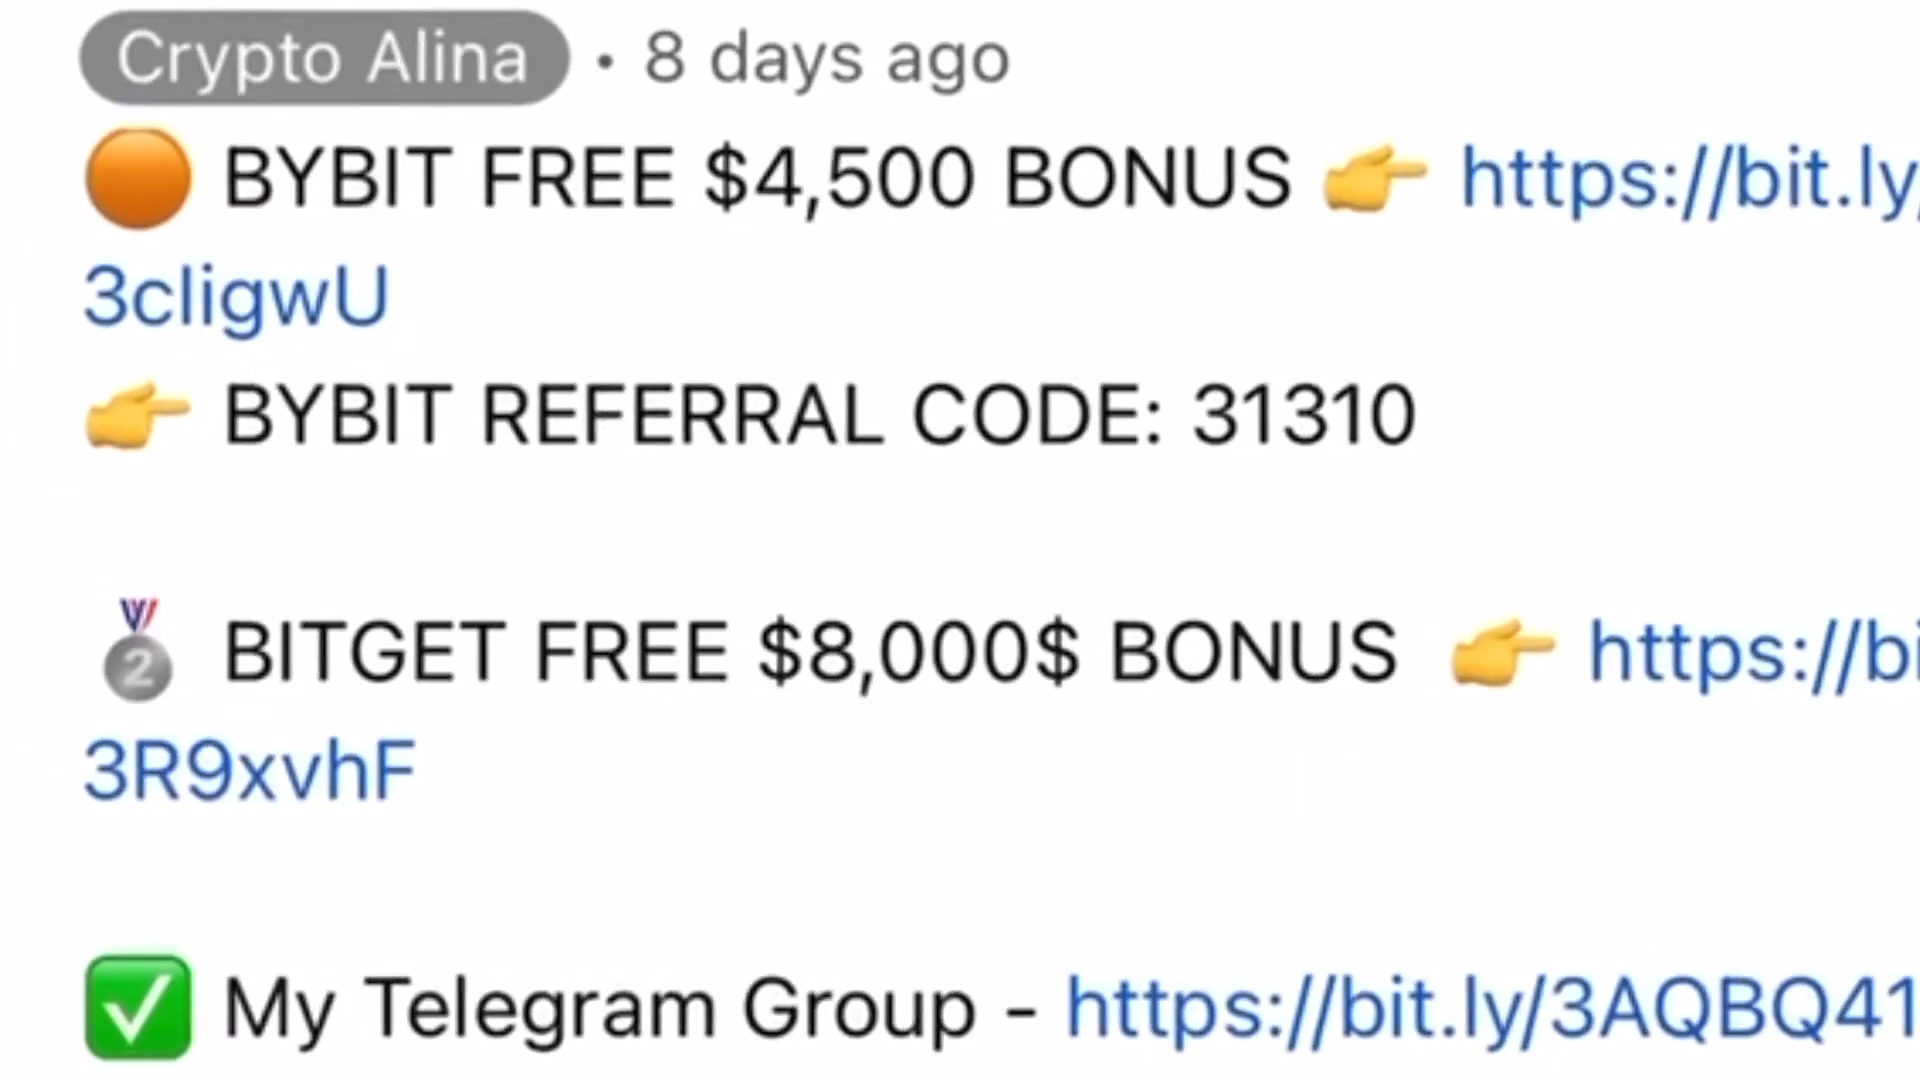 Crypto Alina • 8 days ago
🟠 BYBIT FREE $4,500 BONUS 👉 https://bit.ly/
3cIigwU
👉 BYBIT REFERRAL CODE: 31310
🥈 BITGET FREE $8,000$ BONUS 👉 https://bi
3R9xvhF
✅ My Telegram Group - https://bit.ly/3AQBQ41